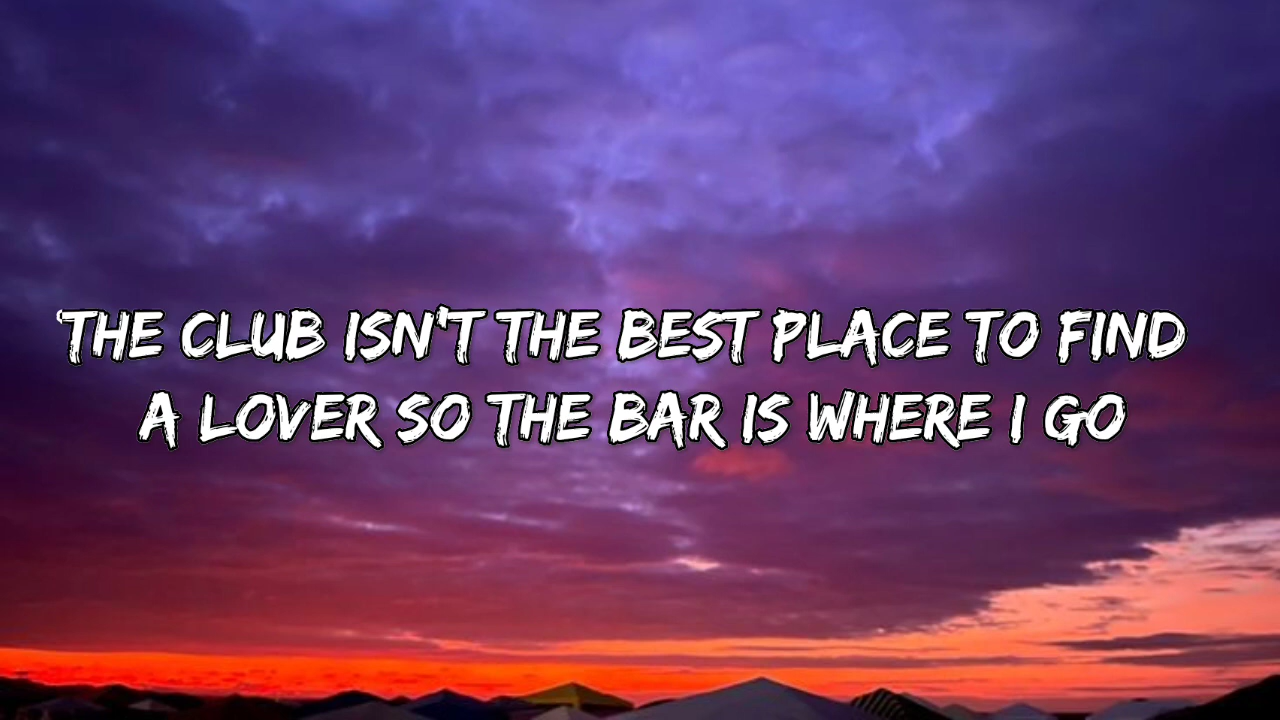 THE CLUB ISN'T THE BEST PLACE TO FIND
A LOVER SO THE BAR IS WHERE I GO